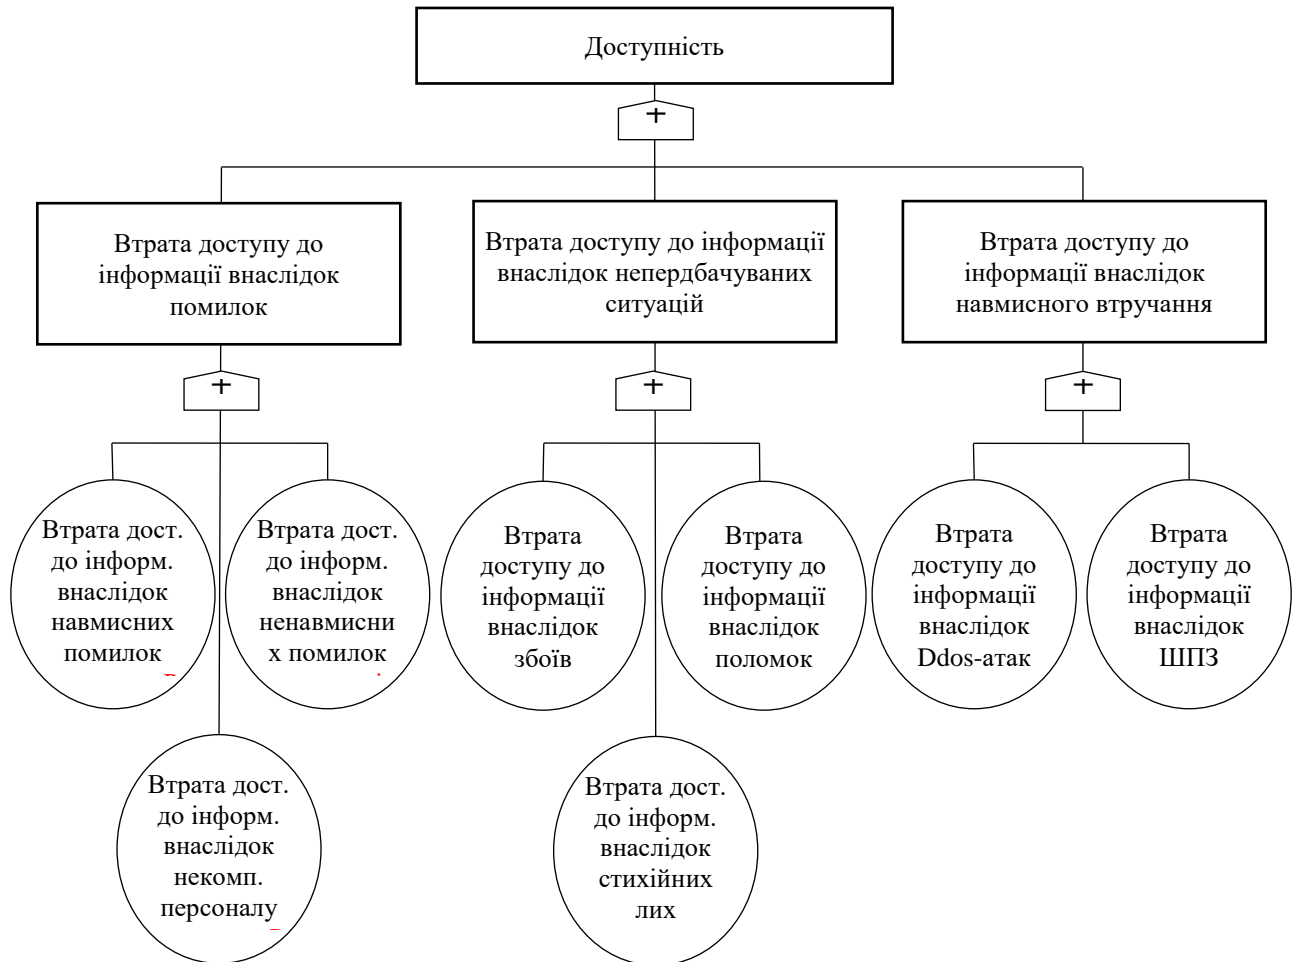 Доступність
+
Втрата доступу до
інформації внаслідок
помилок
Втрата доступу до інформації
внаслідок непердбачуваних
ситуацій
Втрата доступу до
інформації внаслідок
навмисного втручання
+
+
+
Втрата дост.
до інформ.
внаслідок
навмисних
помилок
Втрата дост.
до інформ.
внаслідок
ненавмисни
х помилок
Втрата
доступу до
інформації
внаслідок
збоїв
Втрата
доступу до
інформації
внаслідок
поломок
Втрата
доступу до
інформації
внаслідок
Ddos-атак
Втрата
доступу до
інформації
внаслідок
ШПЗ
Втрата дост.
до інформ.
внаслідок
некомп.
персоналу
Втрата дост.
до інформ.
внаслідок
стихійних
лих